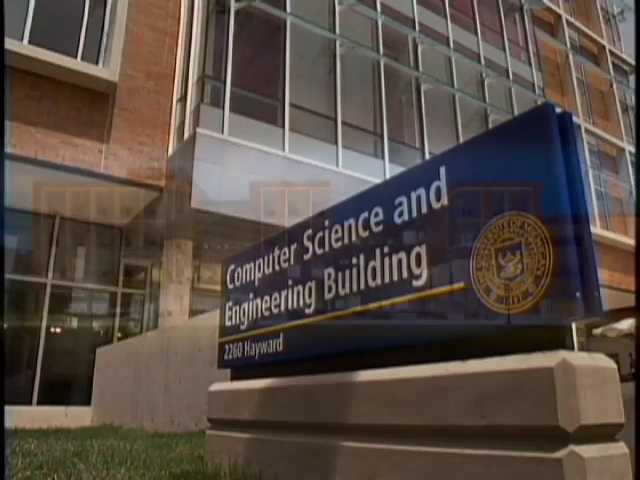 Computer Science and
Engineering Building
2260 Hayward